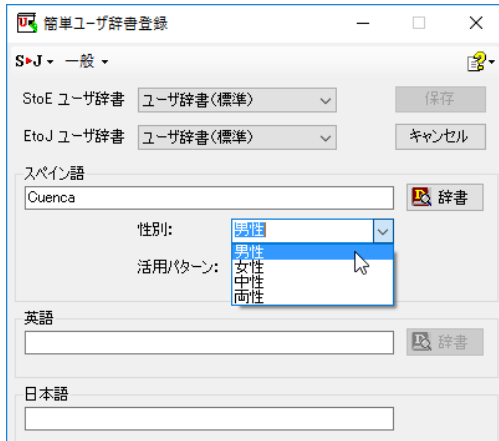 簡単ユーザ辞書登録
S▸J 一般
StoE ユーザ辞書 ユーザ辞書(標準) 保存
EtoJ ユーザ辞書 ユーザ辞書(標準) キャンセル
スペイン語
Cuenca 辞書
性別: 男性
男性
活用パターン: 女性
中性
両性
英語
辞書
日本語